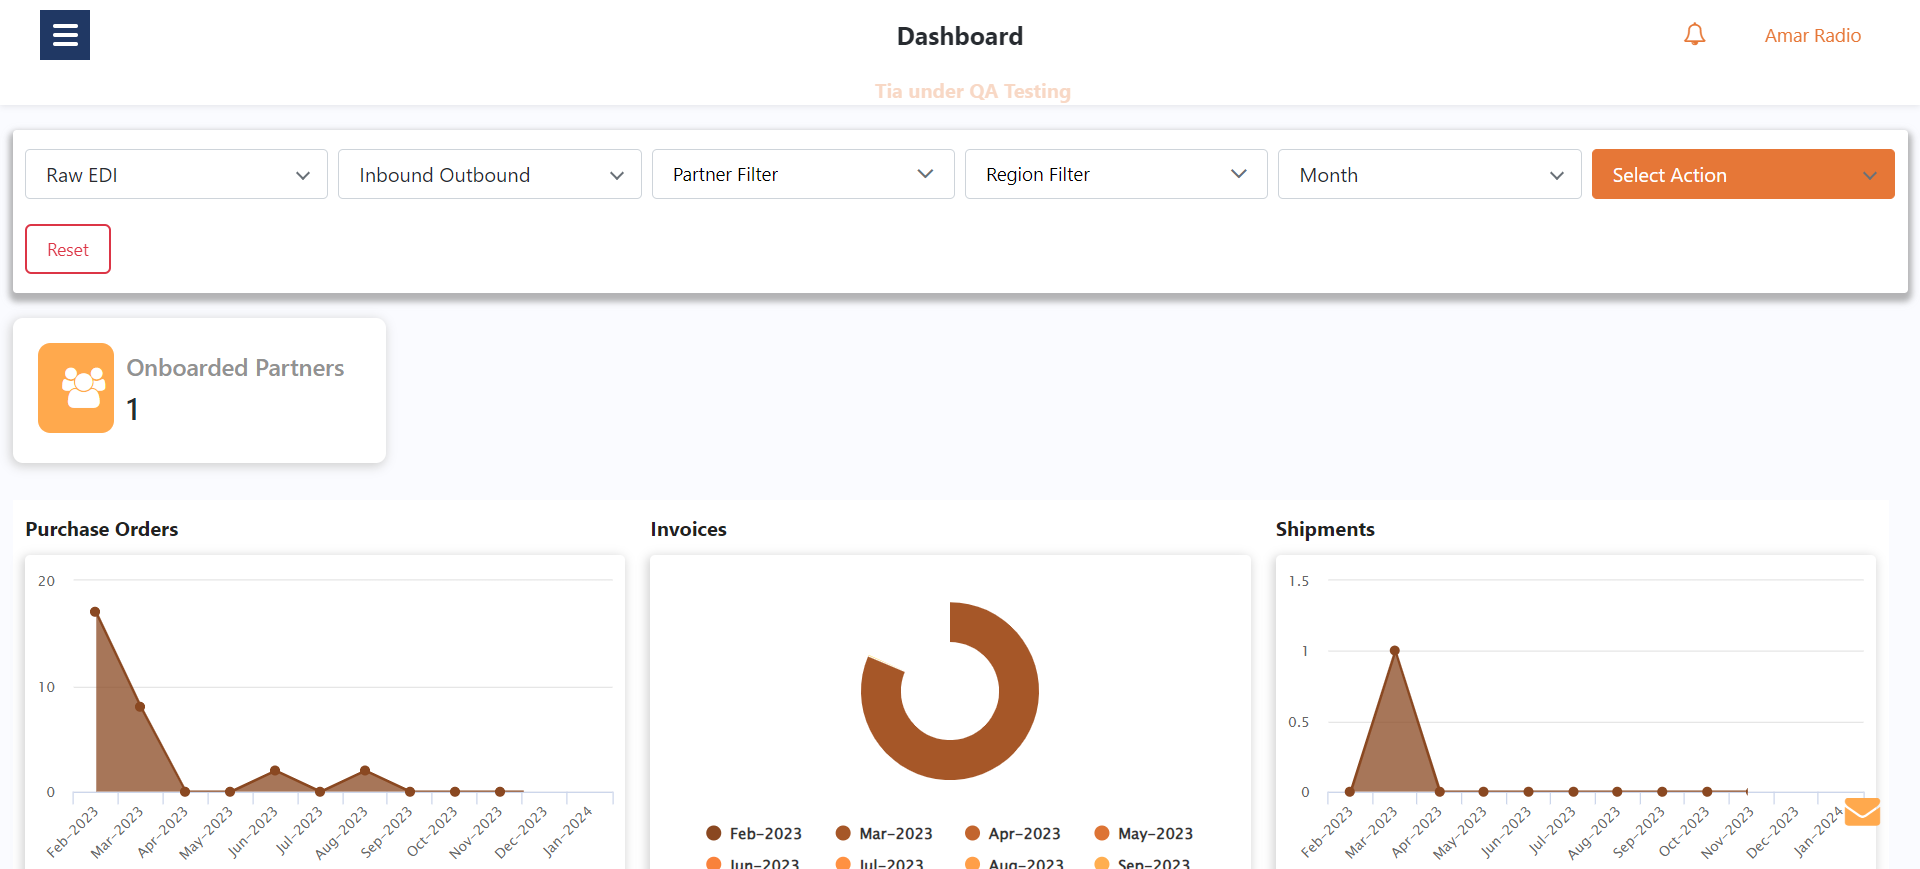 Dashboard
Amar Radio
Tia under QA Testing
Raw EDI
Inbound Outbound
Partner Filter
Region Filter
Month
Select Action
Reset
Onboarded Partners
1
Purchase Orders
20
10
0
Feb-2023
Mar-2023
Apr-2023
May-2023
Jun-2023
Jul-2023
Aug-2023
Sep-2023
Oct-2023
Nov-2023
Dec-2023
Jan-2024
Invoices
Feb-2023 Mar-2023 Apr-2023 May-2023
Jun-2023 Jul-2023 Aug-2023 Sep-2023
Shipments
1.5
1
0.5
0
Feb-2023
Mar-2023
Apr-2023
May-2023
Jun-2023
Jul-2023
Aug-2023
Sep-2023
Oct-2023
Nov-2023
Dec-2023
Jan-2024